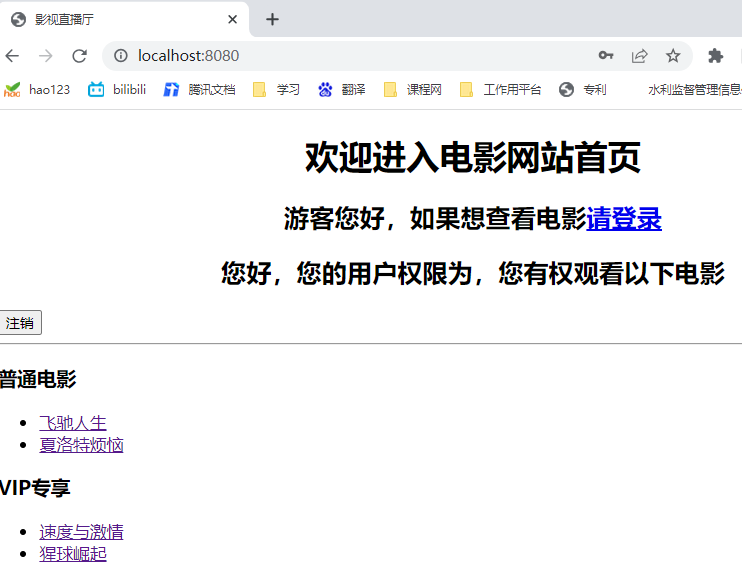 影视直播厅
localhost:8080
hao123 bilibili 腾讯文档 学习 翻译 课程网 工作用平台 专利 水利监督管理信息
欢迎进入电影网站首页
游客您好，如果想查看电影请登录
您好，您的用户权限为，您有权观看以下电影
注销
普通电影
飞驰人生
夏洛特烦恼
VIP专享
速度与激情
猩球崛起